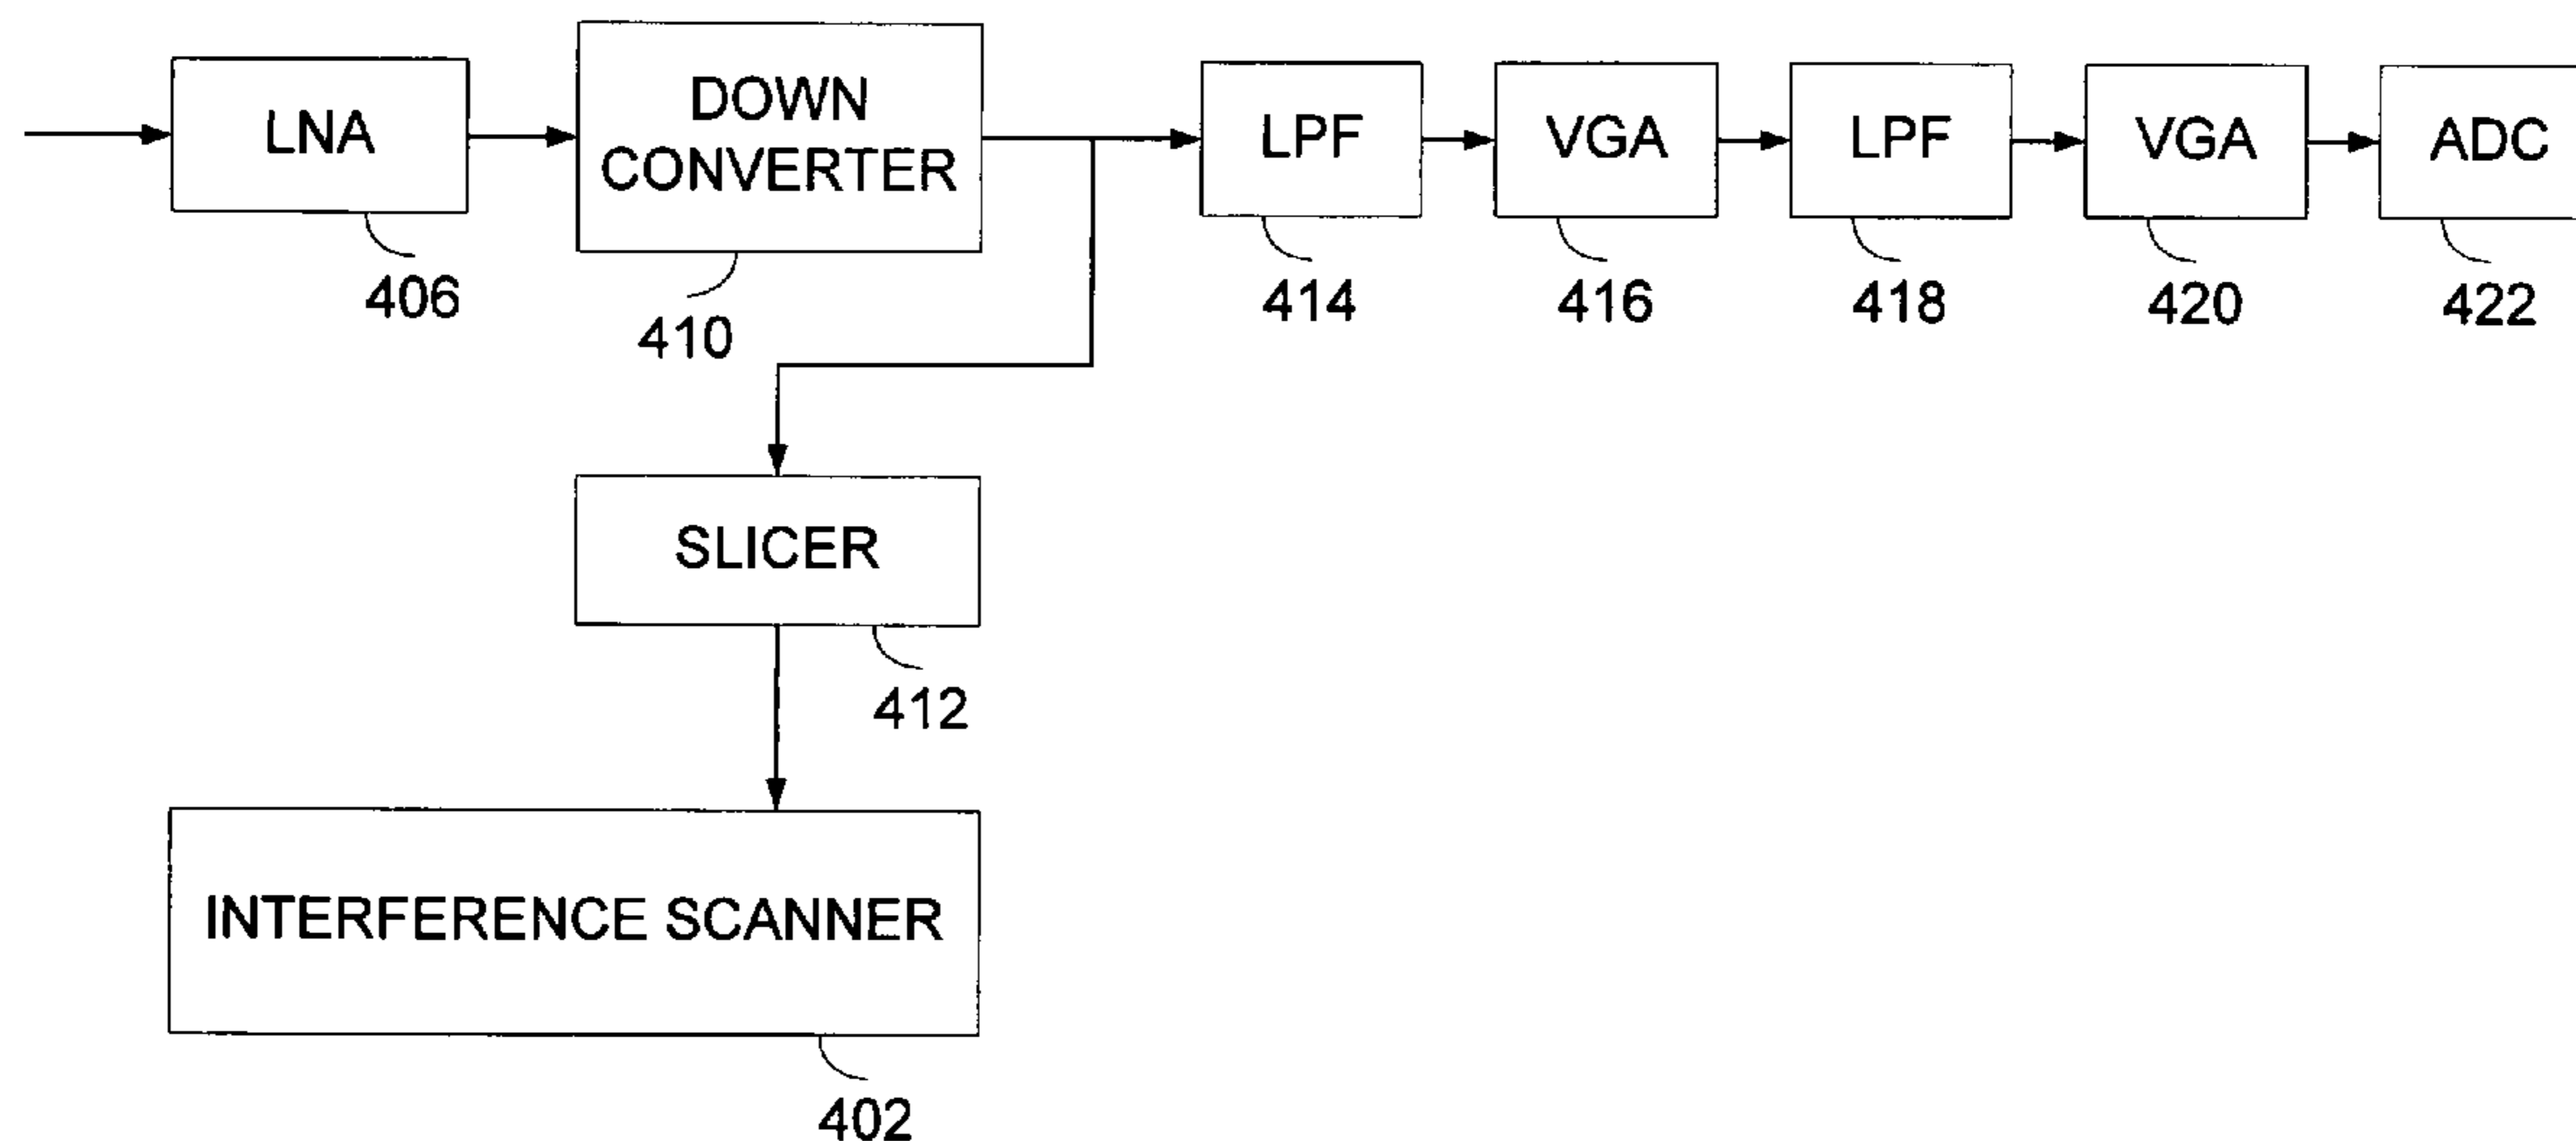 LNA
DOWN
CONVERTER
LPF
VGA
LPF
VGA
ADC
406
410
414
416
418
420
422
SLICER
412
INTERFERENCE SCANNER
402